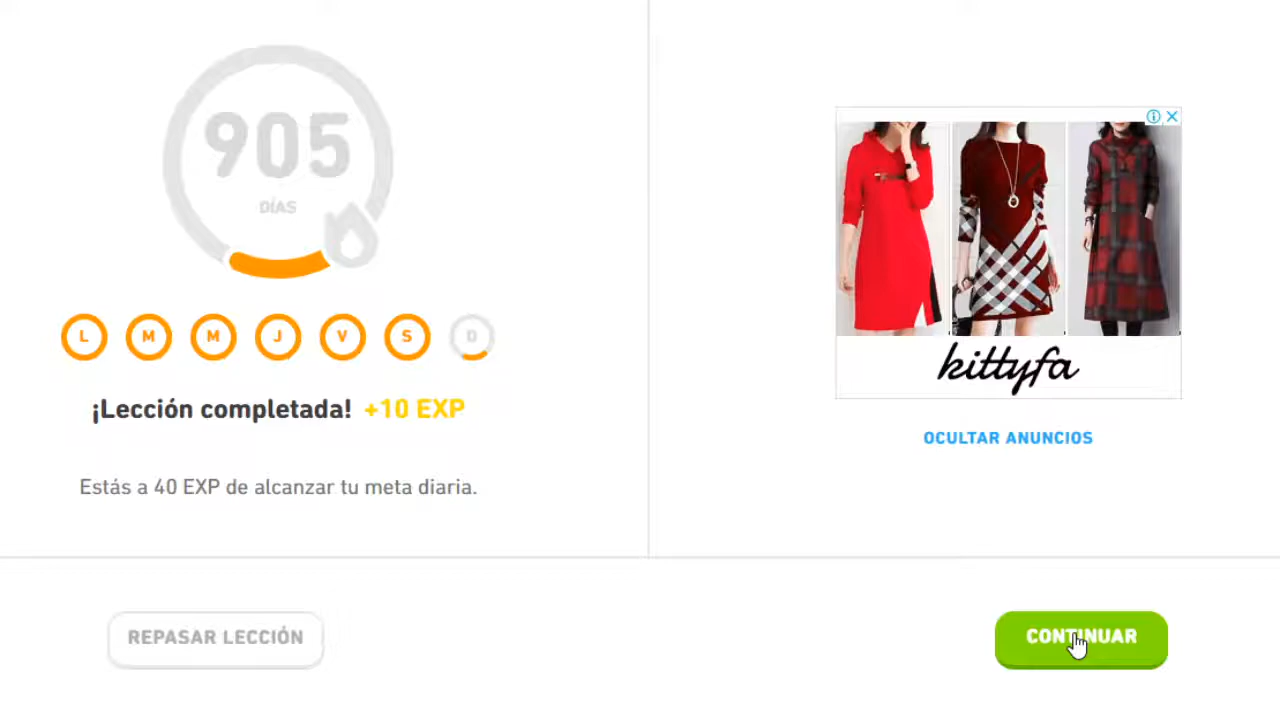 905
DÍAS
L M M J V S D
¡Lección completada! +10 EXP
Estás a 40 EXP de alcanzar tu meta diaria.
REPASAR LECCIÓN
kittyfa
OCULTAR ANUNCIOS
CONTINUAR